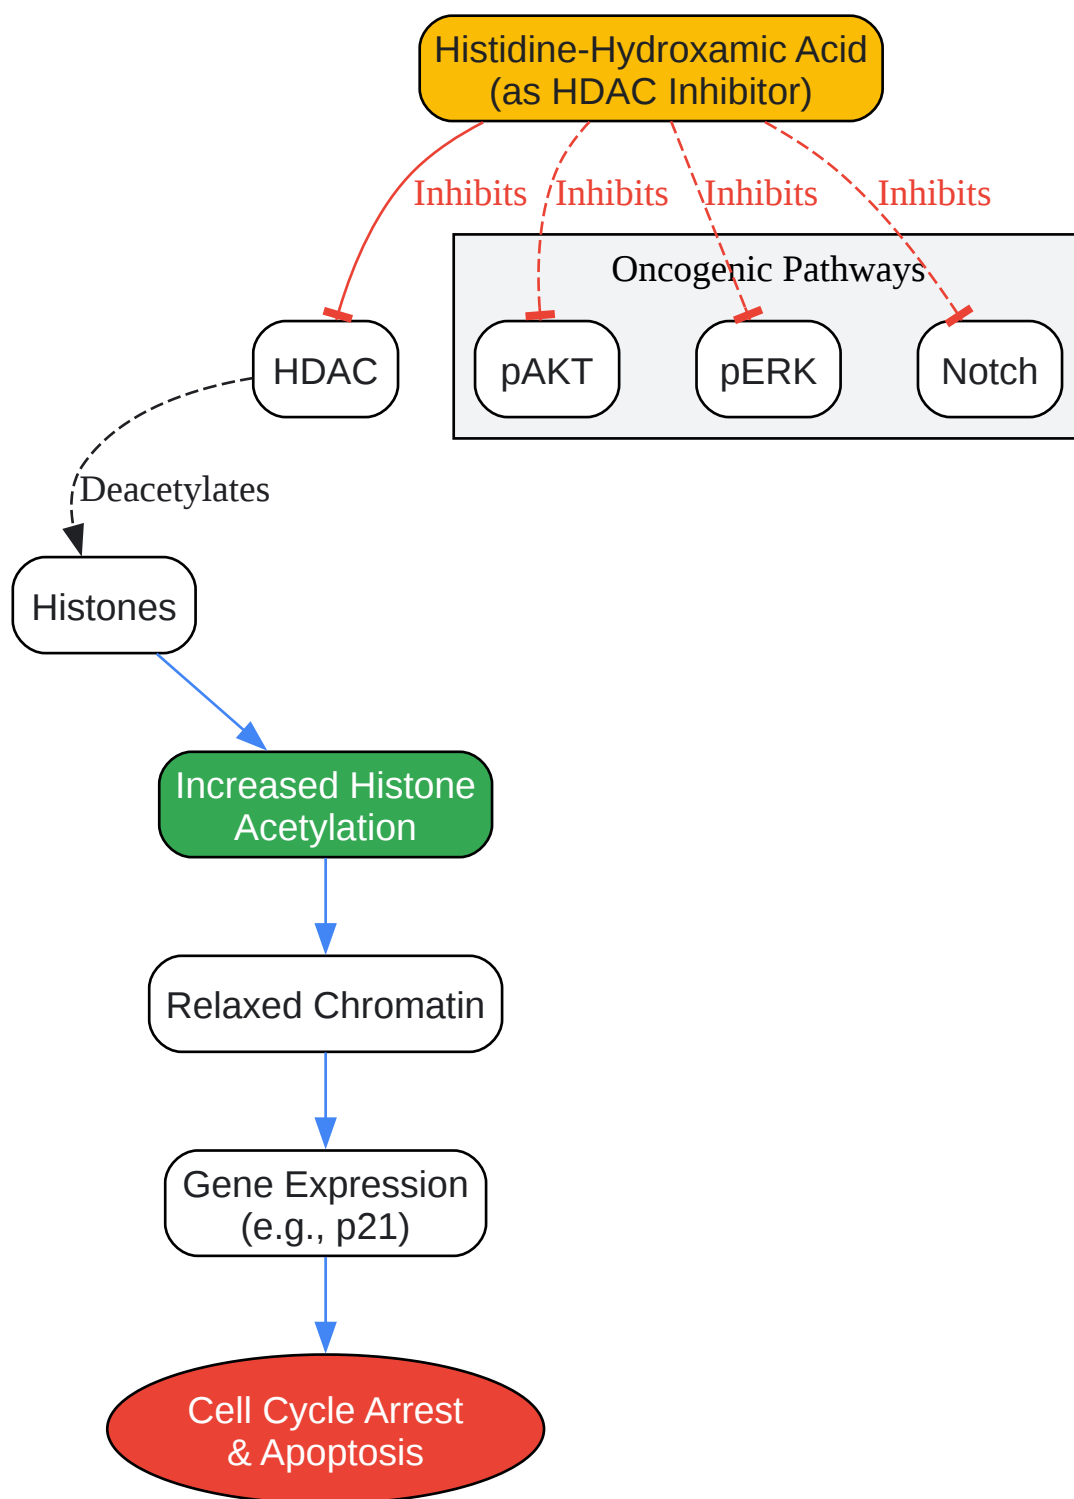 Histidine-Hydroxamic Acid
(as HDAC Inhibitor)
Inhibits
Inhibits
Inhibits
Inhibits
Oncogenic Pathways
HDAC
pAKT
pERK
Notch
Deacetylates
Histones
Increased Histone
Acetylation
Relaxed Chromatin
Gene Expression
(e.g., p21)
Cell Cycle Arrest
& Apoptosis